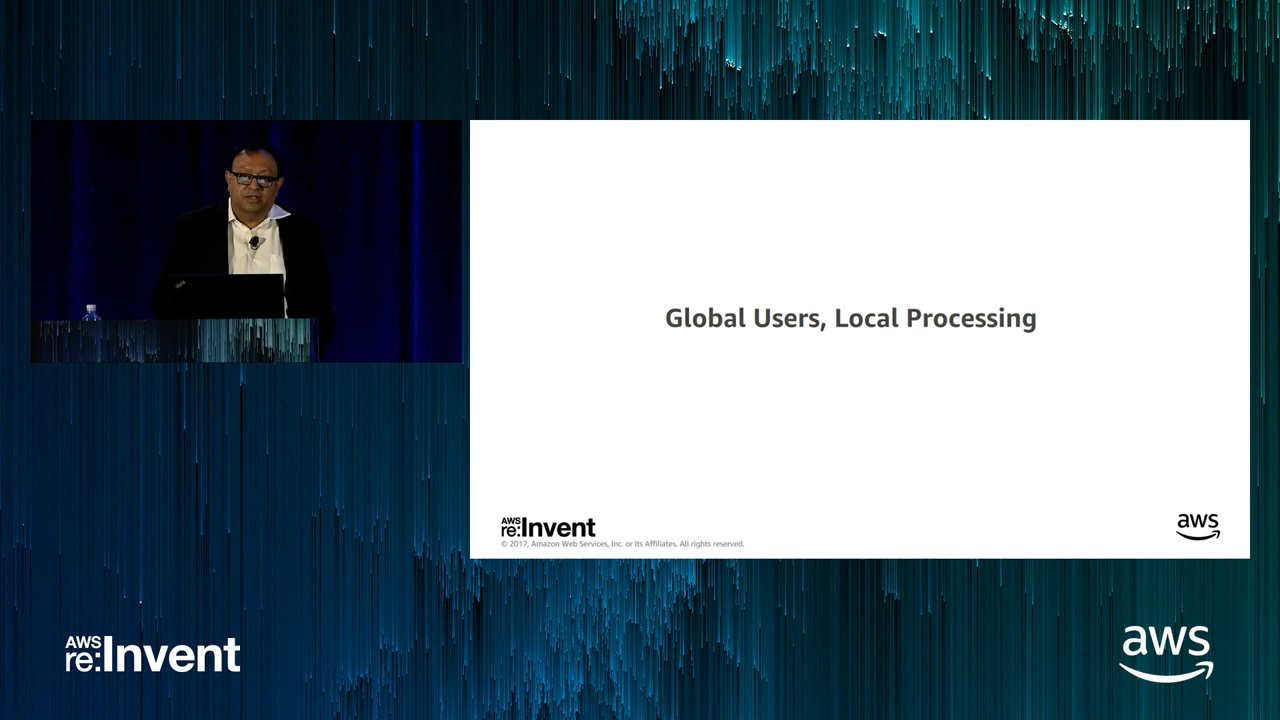 Global Users, Local Processing
AWS
re:Invent
© 2017, Amazon Web Services, Inc. or its Affiliates. All rights reserved.
aws
AWS
re:Invent
aws